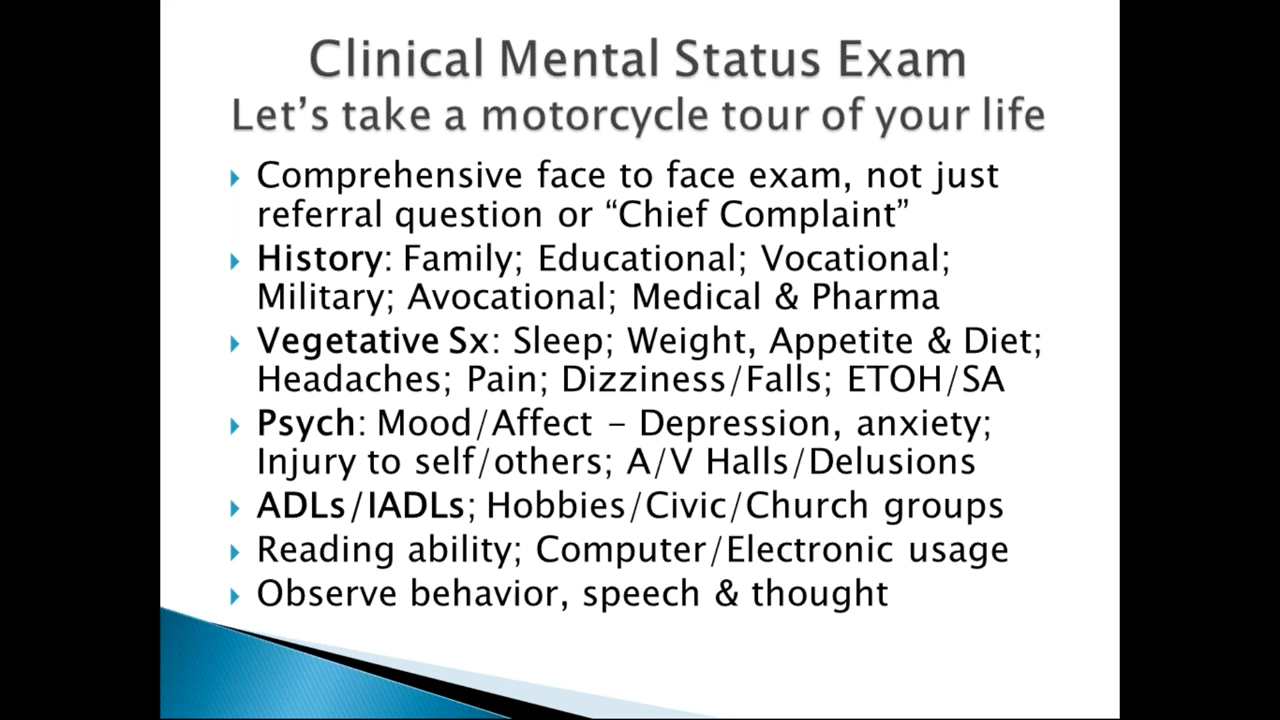 Clinical Mental Status Exam
Let’s take a motorcycle tour of your life
Comprehensive face to face exam, not just
referral question or “Chief Complaint”
History: Family; Educational; Vocational;
Military; Avocational; Medical & Pharma
Vegetative Sx: Sleep; Weight, Appetite & Diet;
Headaches; Pain; Dizziness/Falls; ETOH/SA
Psych: Mood/Affect – Depression, anxiety;
Injury to self/others; A/V Halls/Delusions
ADLs/IADLs; Hobbies/Civic/Church groups
Reading ability; Computer/Electronic usage
Observe behavior, speech & thought